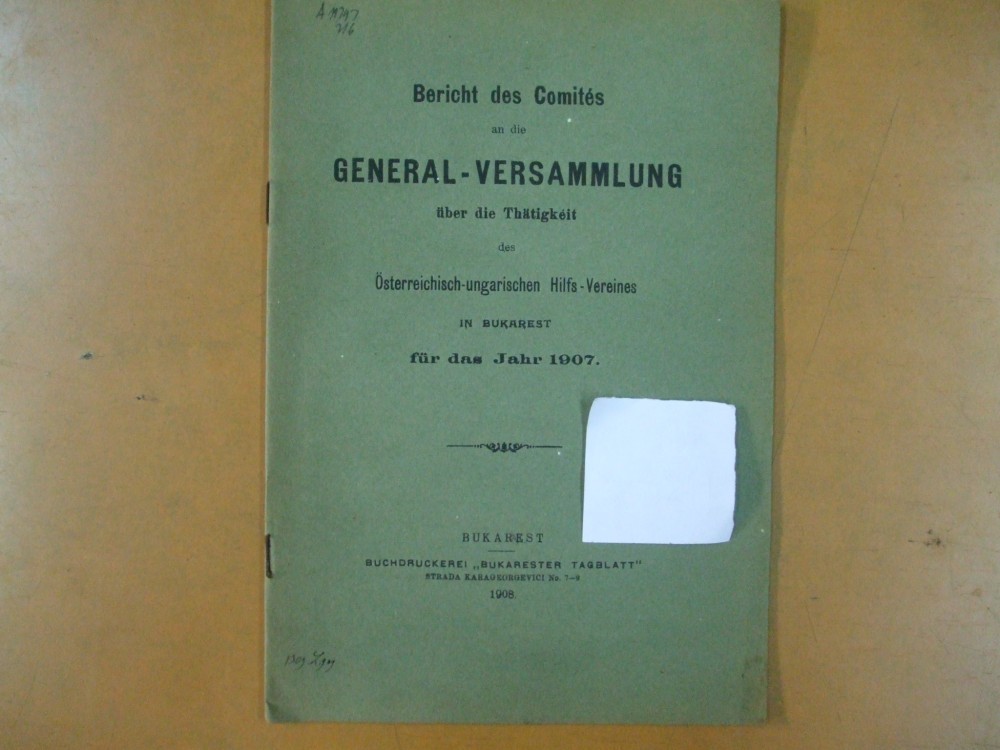 Bericht des Comités
an die
GENERAL-VERSAMMLUNG
über die Thätigkeit
des
Österreichisch-ungarischen Hilfs-Vereines
IN BUKAREST
für das Jahr 1907.
BUKAREST
BUCHDRUCKEREI „BUKARESTER TAGBLATT"
STRADA KARAGEORGEVICI No. 7–9
1908.